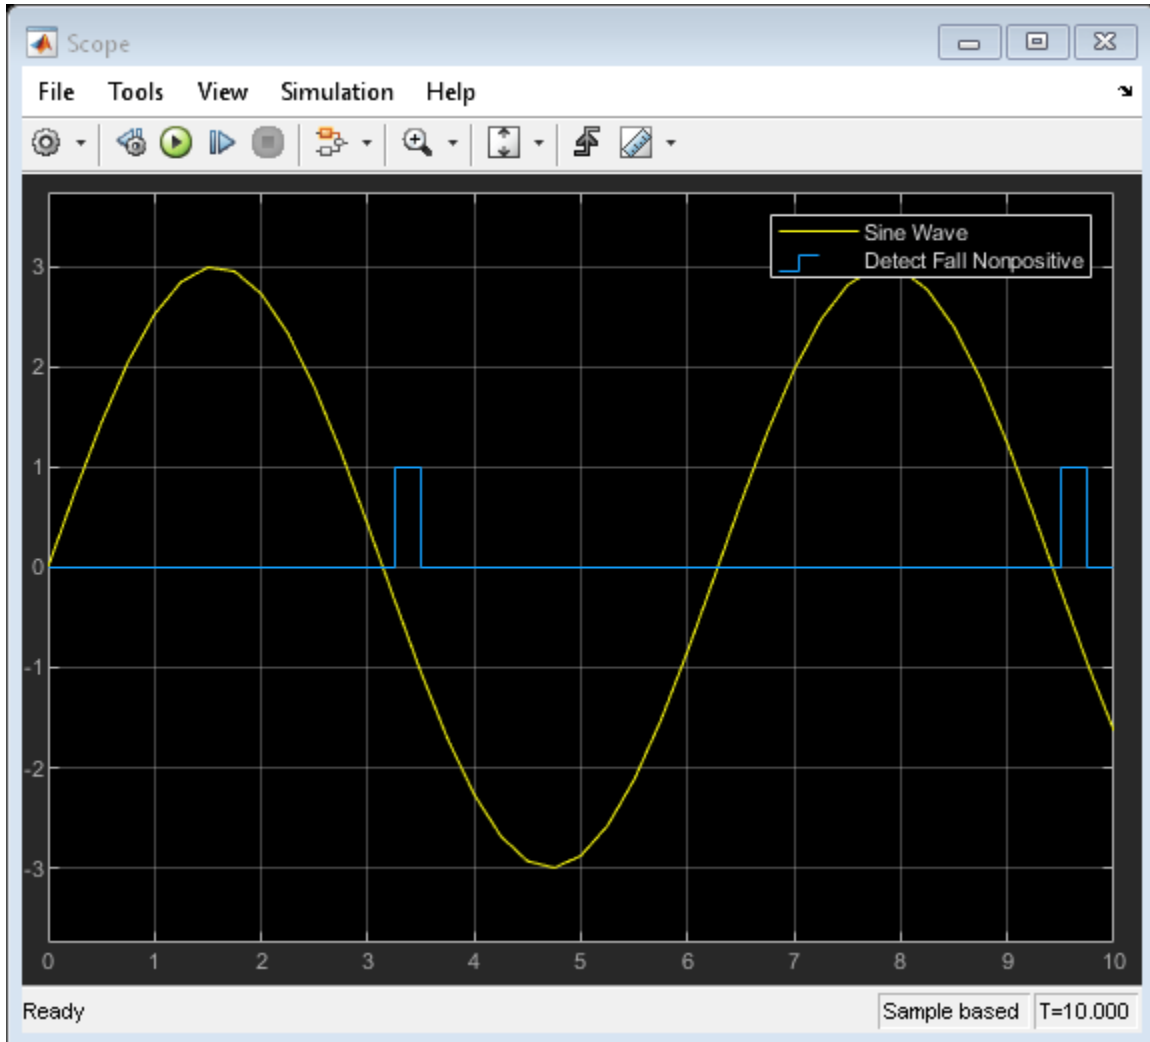 Scope
File Tools View Simulation Help
Sine Wave
Detect Fall Nonpositive
3
2
1
0
-1
-2
-3
0 1 2 3 4 5 6 7 8 9 10
Ready Sample based T=10.000